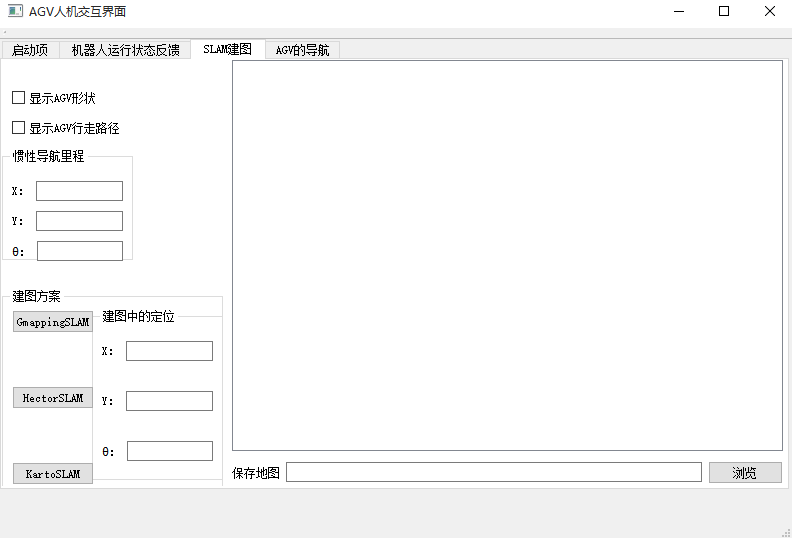 AGV人机交互界面
启动项 机器人运行状态反馈 SLAM建图 AGV的导航
显示AGV形状
显示AGV行走路径
惯性导航里程
X:
Y:
θ:
建图方案
GmappingSLAM
HectorSLAM
KartoSLAM
建图中的定位
X:
Y:
θ:
保存地图 浏览